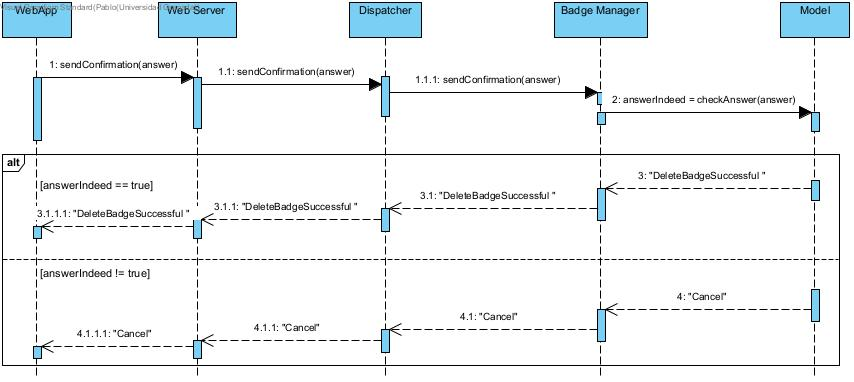 WebApp
Web Server
Dispatcher
Badge Manager
Model
1: sendConfirmation(answer)
1.1: sendConfirmation(answer)
1.1.1: sendConfirmation(answer)
2: answerIndeed = checkAnswer(answer)
alt
[answerIndeed == true]
3: "DeleteBadgeSuccessful "
3.1: "DeleteBadgeSuccessful "
3.1.1: "DeleteBadgeSuccessful "
3.1.1.1: "DeleteBadgeSuccessful "
[answerIndeed != true]
4: "Cancel"
4.1: "Cancel"
4.1.1: "Cancel"
4.1.1.1: "Cancel"